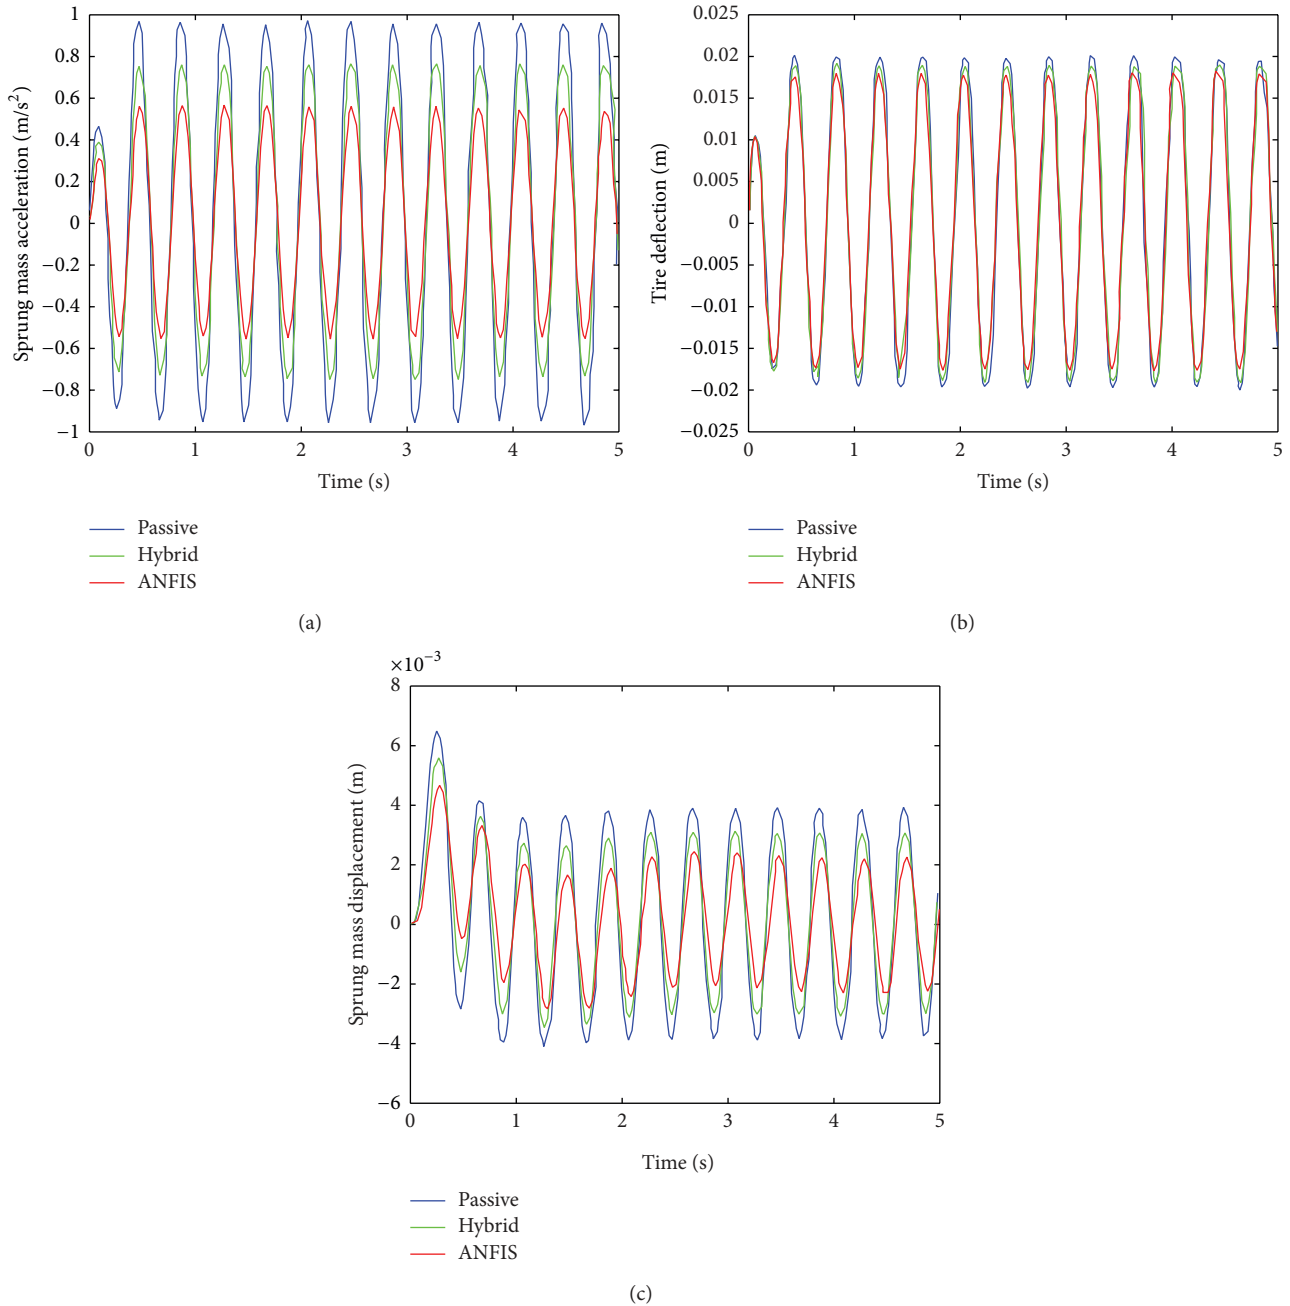 1
0.8
0.6
0.4
0.2
0
−0.2
−0.4
−0.6
−0.8
−1
Sprung mass acceleration (m/s²)
0 1 2 3 4 5
Time (s)
Passive
Hybrid
ANFIS
(a)
0.025
0.020
0.015
0.010
0.005
0
−0.005
−0.01
−0.015
−0.02
−0.025
Tire deflection (m)
0 1 2 3 4 5
Time (s)
Passive
Hybrid
ANFIS
(b)
×10⁻³
8
6
4
2
0
−2
−4
−6
Sprung mass displacement (m)
0 1 2 3 4 5
Time (s)
Passive
Hybrid
ANFIS
(c)